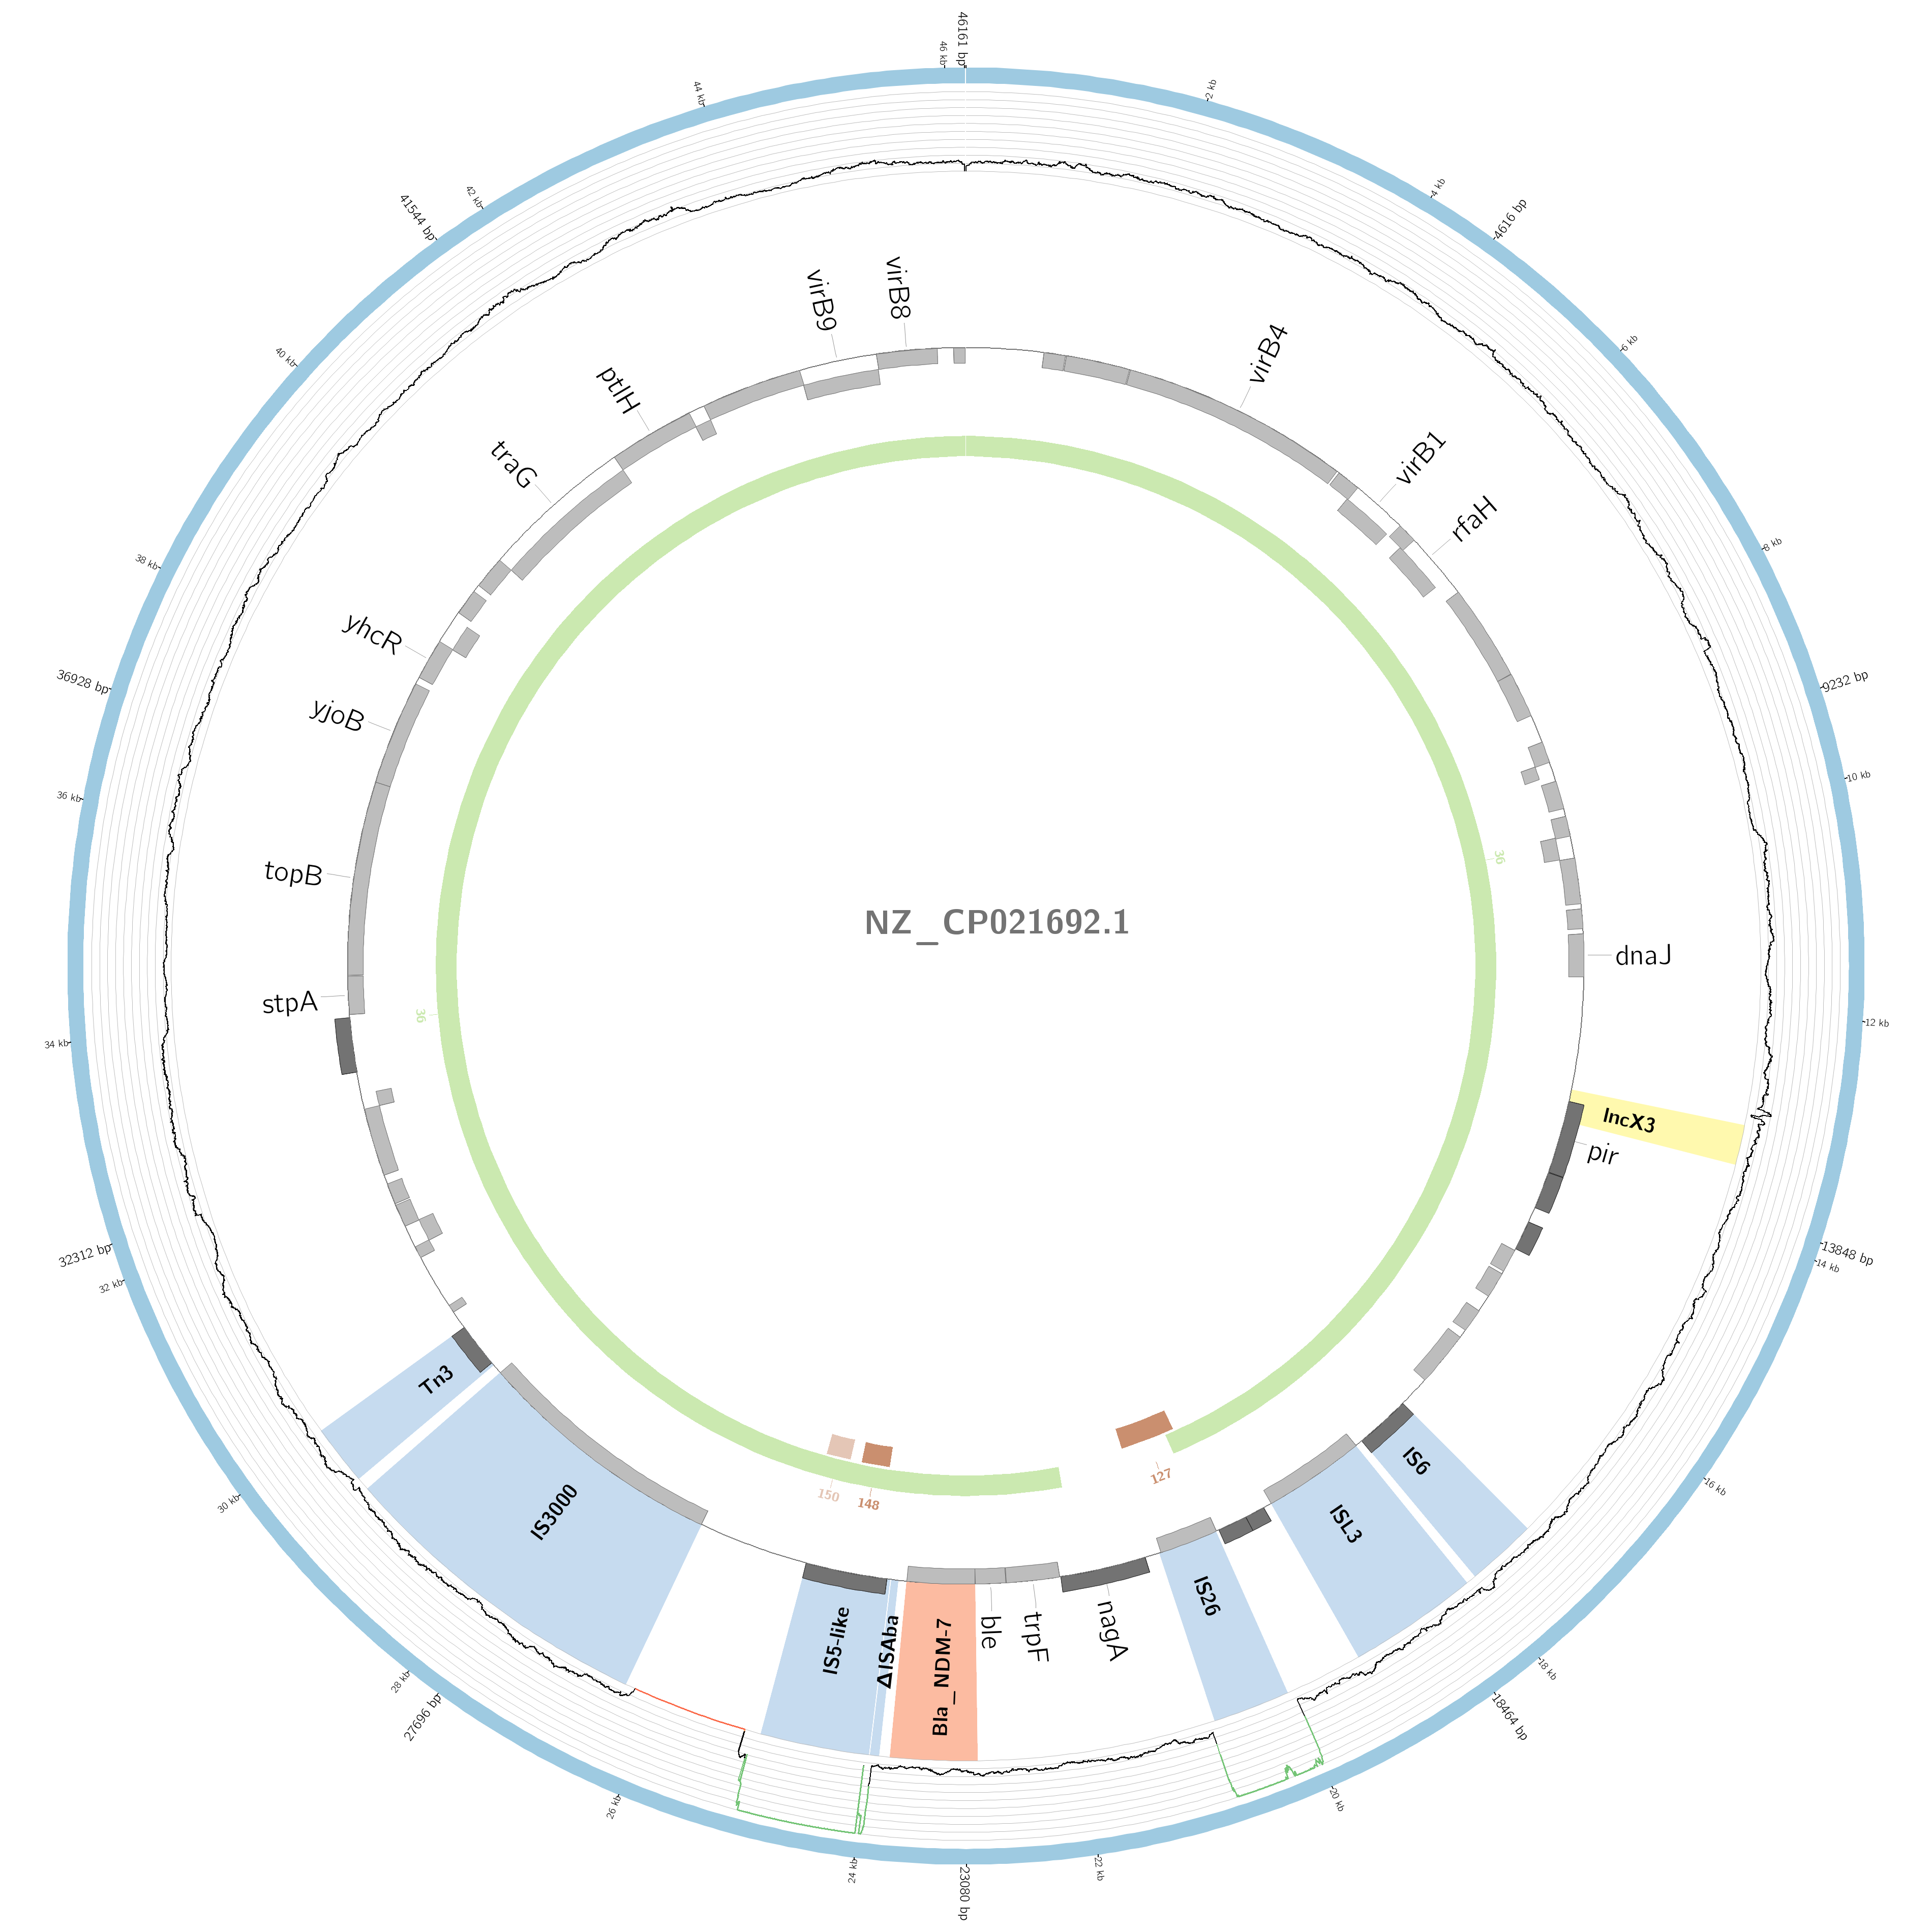 46161 bp
46 kb
2 kb
4 kb
4616 bp
6 kb
8 kb
9232 bp
10 kb
12 kb
13848 bp
14 kb
16 kb
18 kb
18464 bp
20 kb
22 kb
23080 bp
24 kb
26 kb
27696 bp
28 kb
30 kb
32 kb
32312 bp
34 kb
36 kb
36928 bp
38 kb
40 kb
41544 bp
42 kb
44 kb
virB8
virB4
virB1
rfaH
dnaJ
IncX3
pir
IS6
ISL3
IS26
nagA
trpF
ble
Bla_NDM-7
ΔISAba
IS5-like
IS3000
Tn3
stpA
topB
yjoB
yhcR
traG
ptlH
virB9
36
127
148
150
36
NZ_CP021692.1